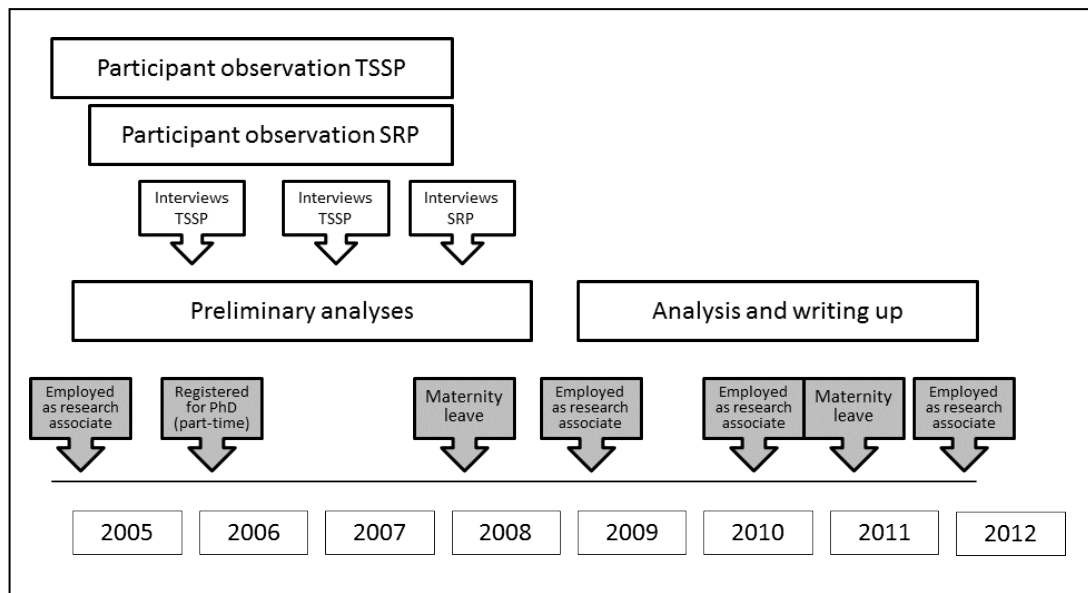 Participant observation TSSP
Participant observation SRP
Interviews
TSSP
Interviews
TSSP
Interviews
SRP
Preliminary analyses
Analysis and writing up
Employed
as research
associate
Registered
for PhD
(part-time)
Maternity
leave
Employed
as research
associate
Employed
as research
associate
Maternity
leave
Employed
as research
associate
2005
2006
2007
2008
2009
2010
2011
2012